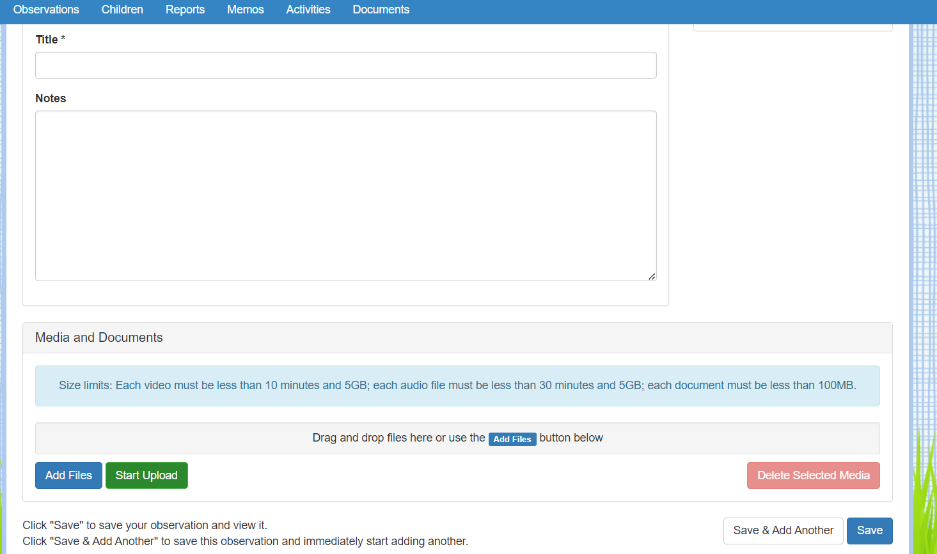 Observations Children Reports Memos Activities Documents
Title *
Notes
Media and Documents
Size limits: Each video must be less than 10 minutes and 5GB; each audio file must be less than 30 minutes and 5GB; each document must be less than 100MB.
Drag and drop files here or use the Add Files button below
Add Files Start Upload Delete Selected Media
Click "Save" to save your observation and view it.
Click "Save & Add Another" to save this observation and immediately start adding another.
Save & Add Another Save